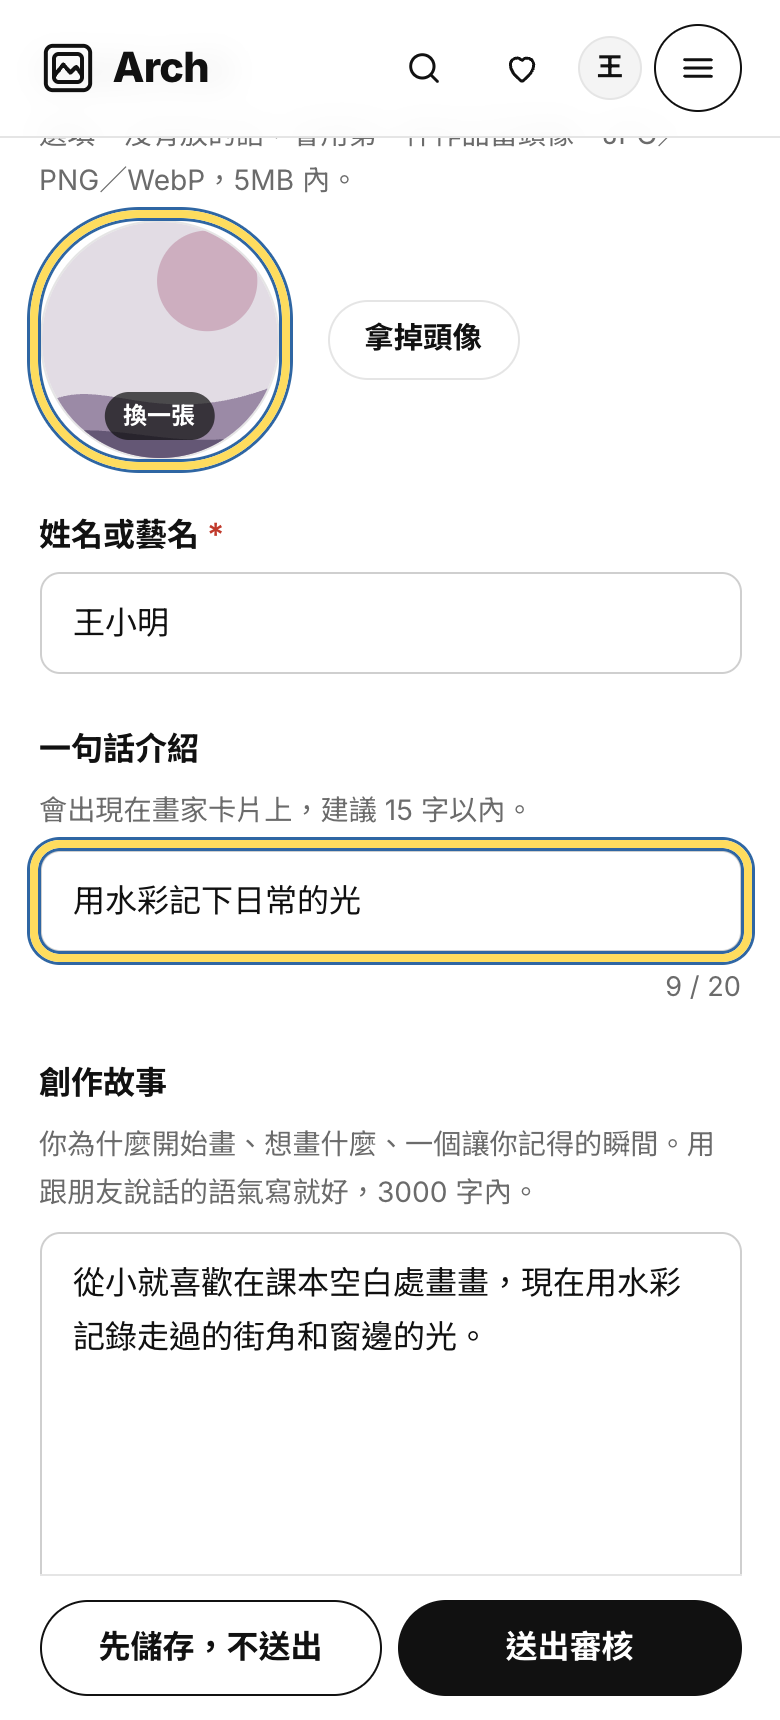 Arch
王
PNG／WebP，5MB 內。
換一張
拿掉頭像
姓名或藝名 *
王小明
一句話介紹
會出現在畫家卡片上，建議 15 字以內。
用水彩記下日常的光
9 / 20
創作故事
你為什麼開始畫、想畫什麼、一個讓你記得的瞬間。用
跟朋友說話的語氣寫就好，3000 字內。
從小就喜歡在課本空白處畫畫，現在用水彩
記錄走過的街角和窗邊的光。
先儲存，不送出
送出審核